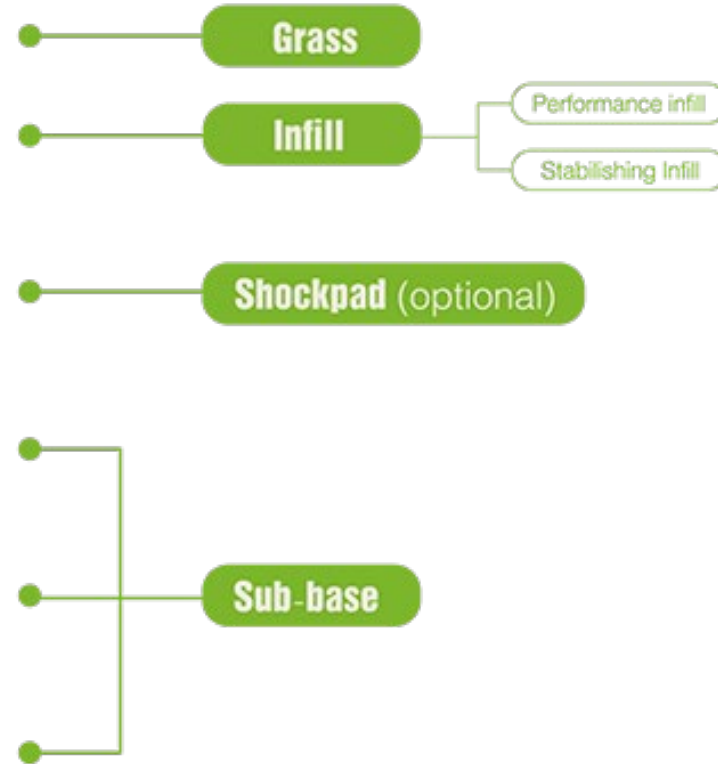 Grass
Infill
Performance infill
Stabilishing Infill
Shockpad (optional)
Sub-base